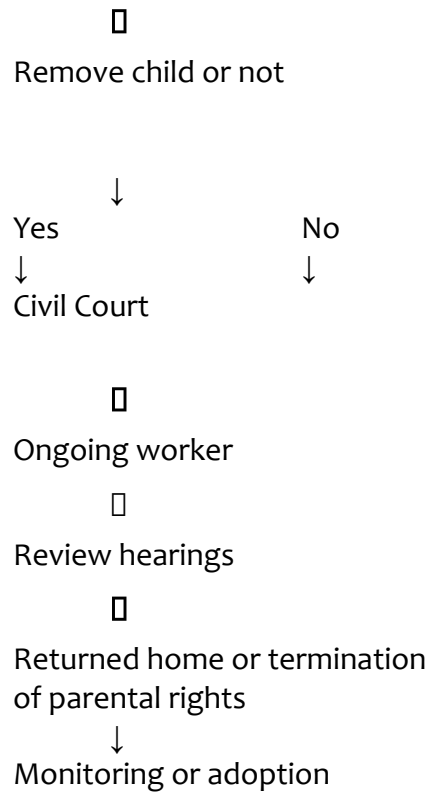 ▯
Remove child or not
↓
Yes No
↓ ↓
Civil Court
▯
Ongoing worker
▯
Review hearings
▯
Returned home or termination
of parental rights
↓
Monitoring or adoption